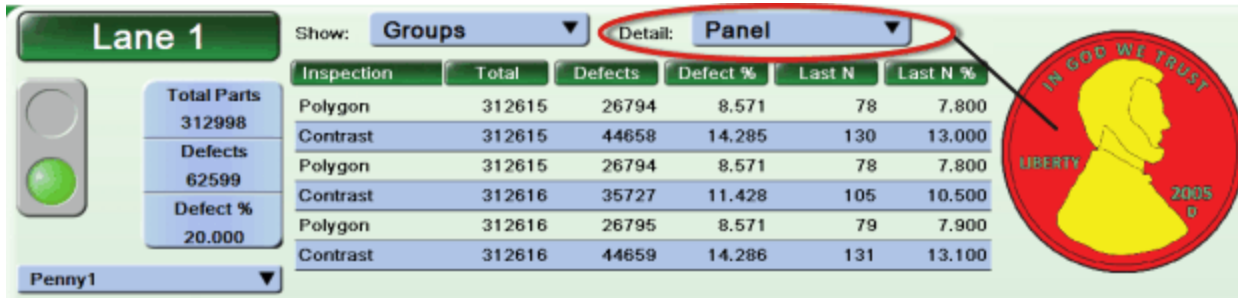 Lane 1
Show: Groups Detail: Panel
Total Parts
312998
Defects
62599
Defect %
20.000
Penny1
Inspection Total Defects Defect % Last N Last N %
Polygon 312615 26794 8.571 78 7.800
Contrast 312615 44658 14.285 130 13.000
Polygon 312615 26794 8.571 78 7.800
Contrast 312616 35727 11.428 105 10.500
Polygon 312616 26795 8.571 79 7.900
Contrast 312616 44659 14.286 131 13.100
IN GOD WE TRUST
LIBERTY
2005
D